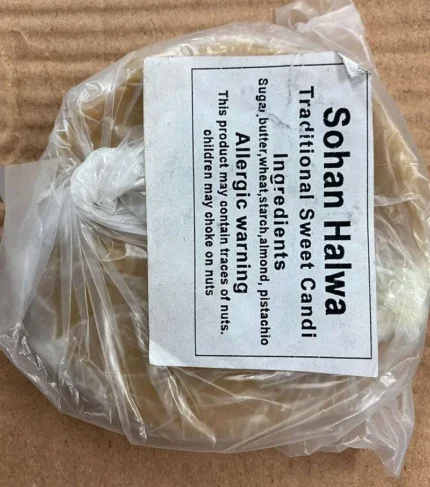 Sohan Halwa
Traditional Sweet Candi
Ingredients
Sugar,butter,wheat,starch,almond, pistachio
Allergic warning
This product may contain traces of nuts.
children may choke on nuts